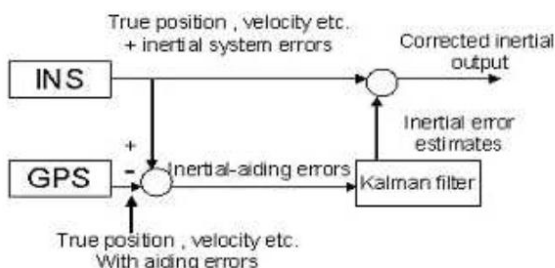 True position , velocity etc.
+ inertial system errors
Corrected inertial
output
INS
Inertial error
estimates
+
-
Inertial-aiding errors
GPS
Kalman filter
True position , velocity etc.
With aiding errors